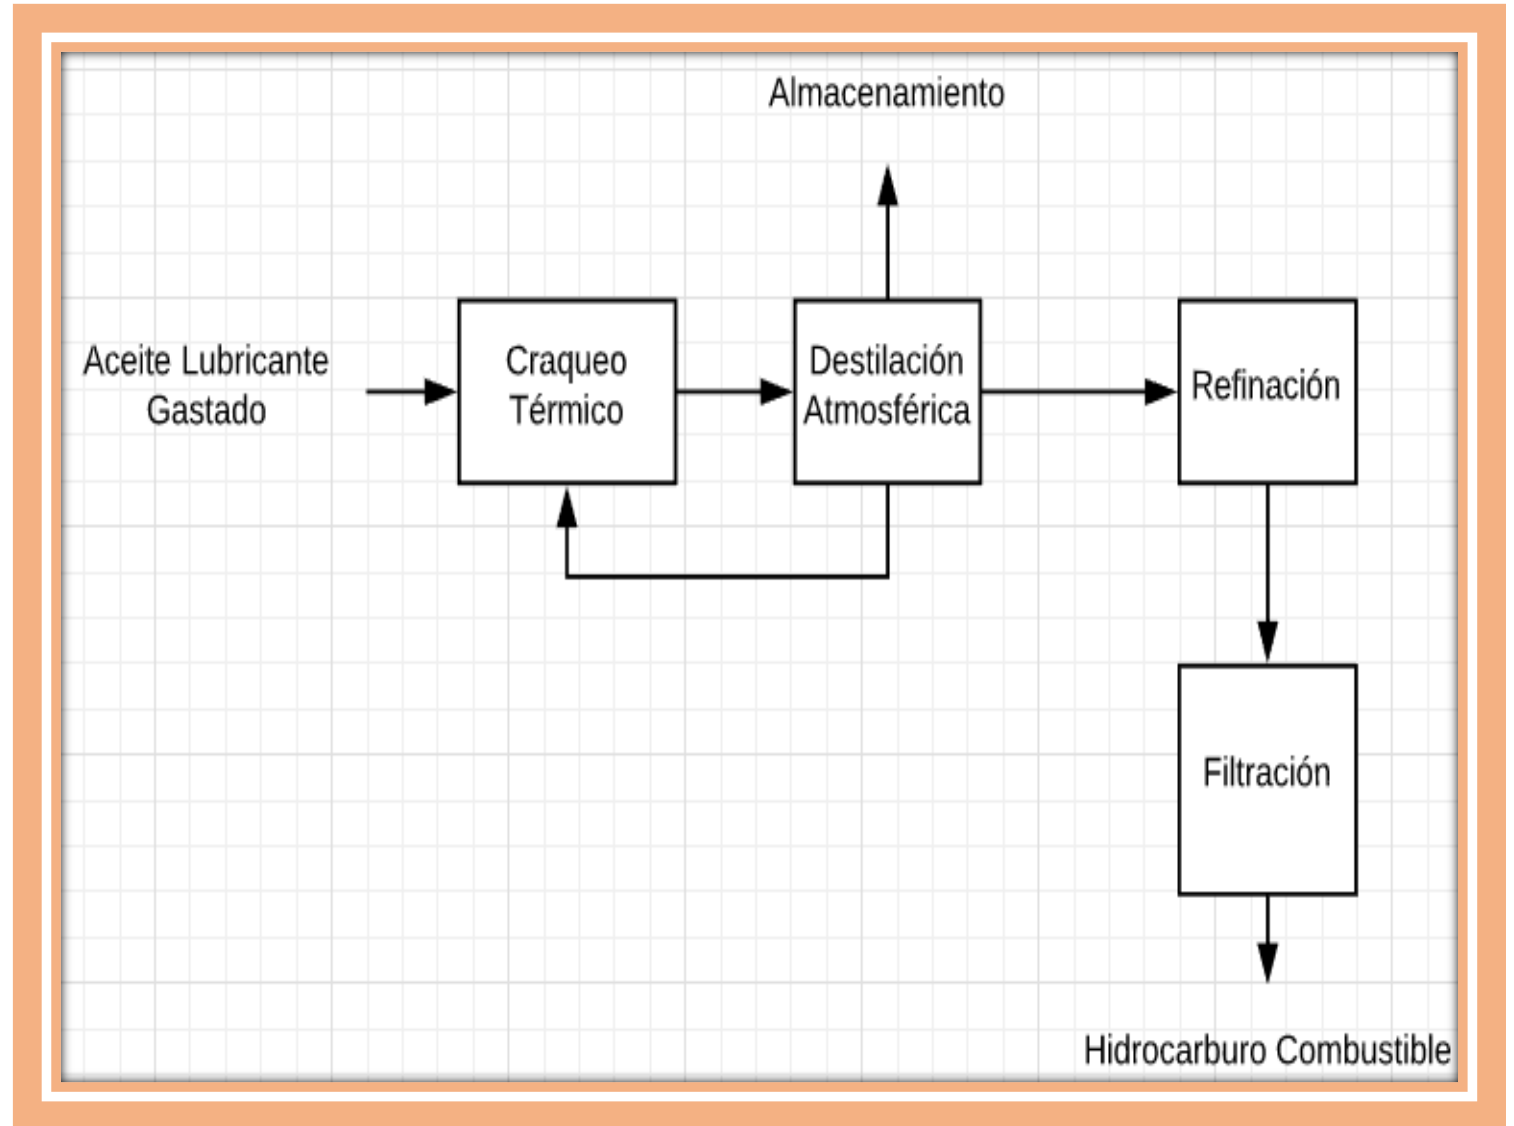 Almacenamiento
Aceite Lubricante
Gastado
Craqueo
Térmico
Destilación
Atmosférica
Refinación
Filtración
Hidrocarburo Combustible